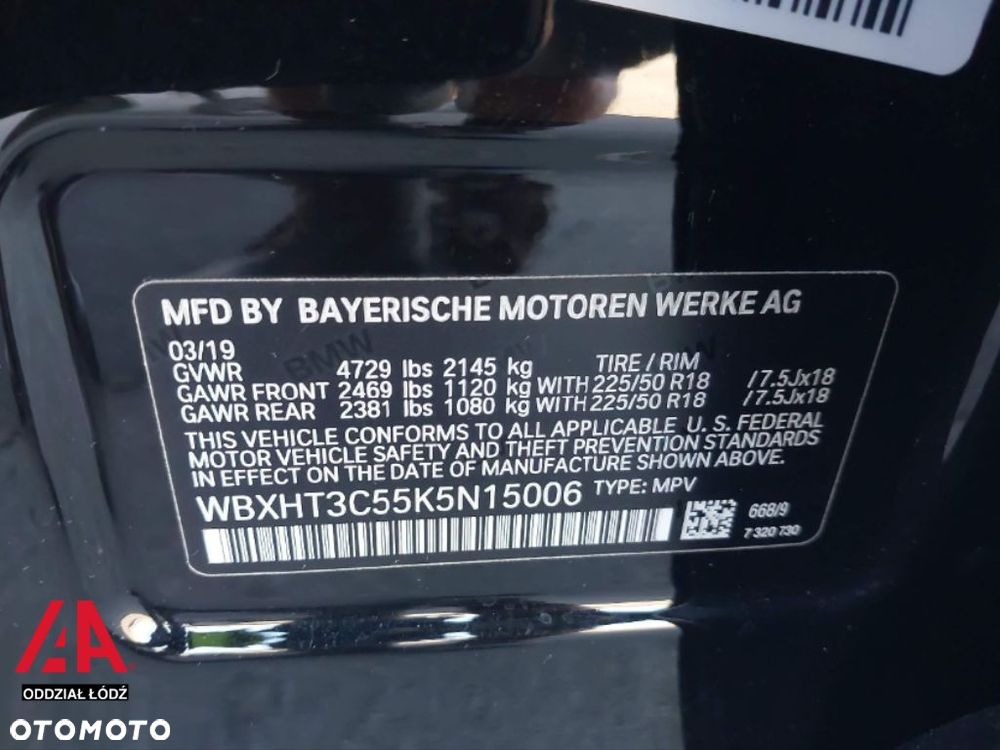 MFD BY BAYERISCHE MOTOREN WERKE AG
03/19
GVWR 4729 lbs 2145 kg TIRE / RIM
GAWR FRONT 2469 lbs 1120 kg WITH 225/50 R18 /7.5Jx18
GAWR REAR 2381 lbs 1080 kg WITH 225/50 R18 /7.5Jx18
THIS VEHICLE CONFORMS TO ALL APPLICABLE U. S. FEDERAL
MOTOR VEHICLE SAFETY AND THEFT PREVENTION STANDARDS
IN EFFECT ON THE DATE OF MANUFACTURE SHOWN ABOVE.
WBXHT3C55K5N15006 TYPE: MPV
668/9
7 320 730
BMW
AA
ODDZIAŁ ŁÓDŹ
OTOMOTO